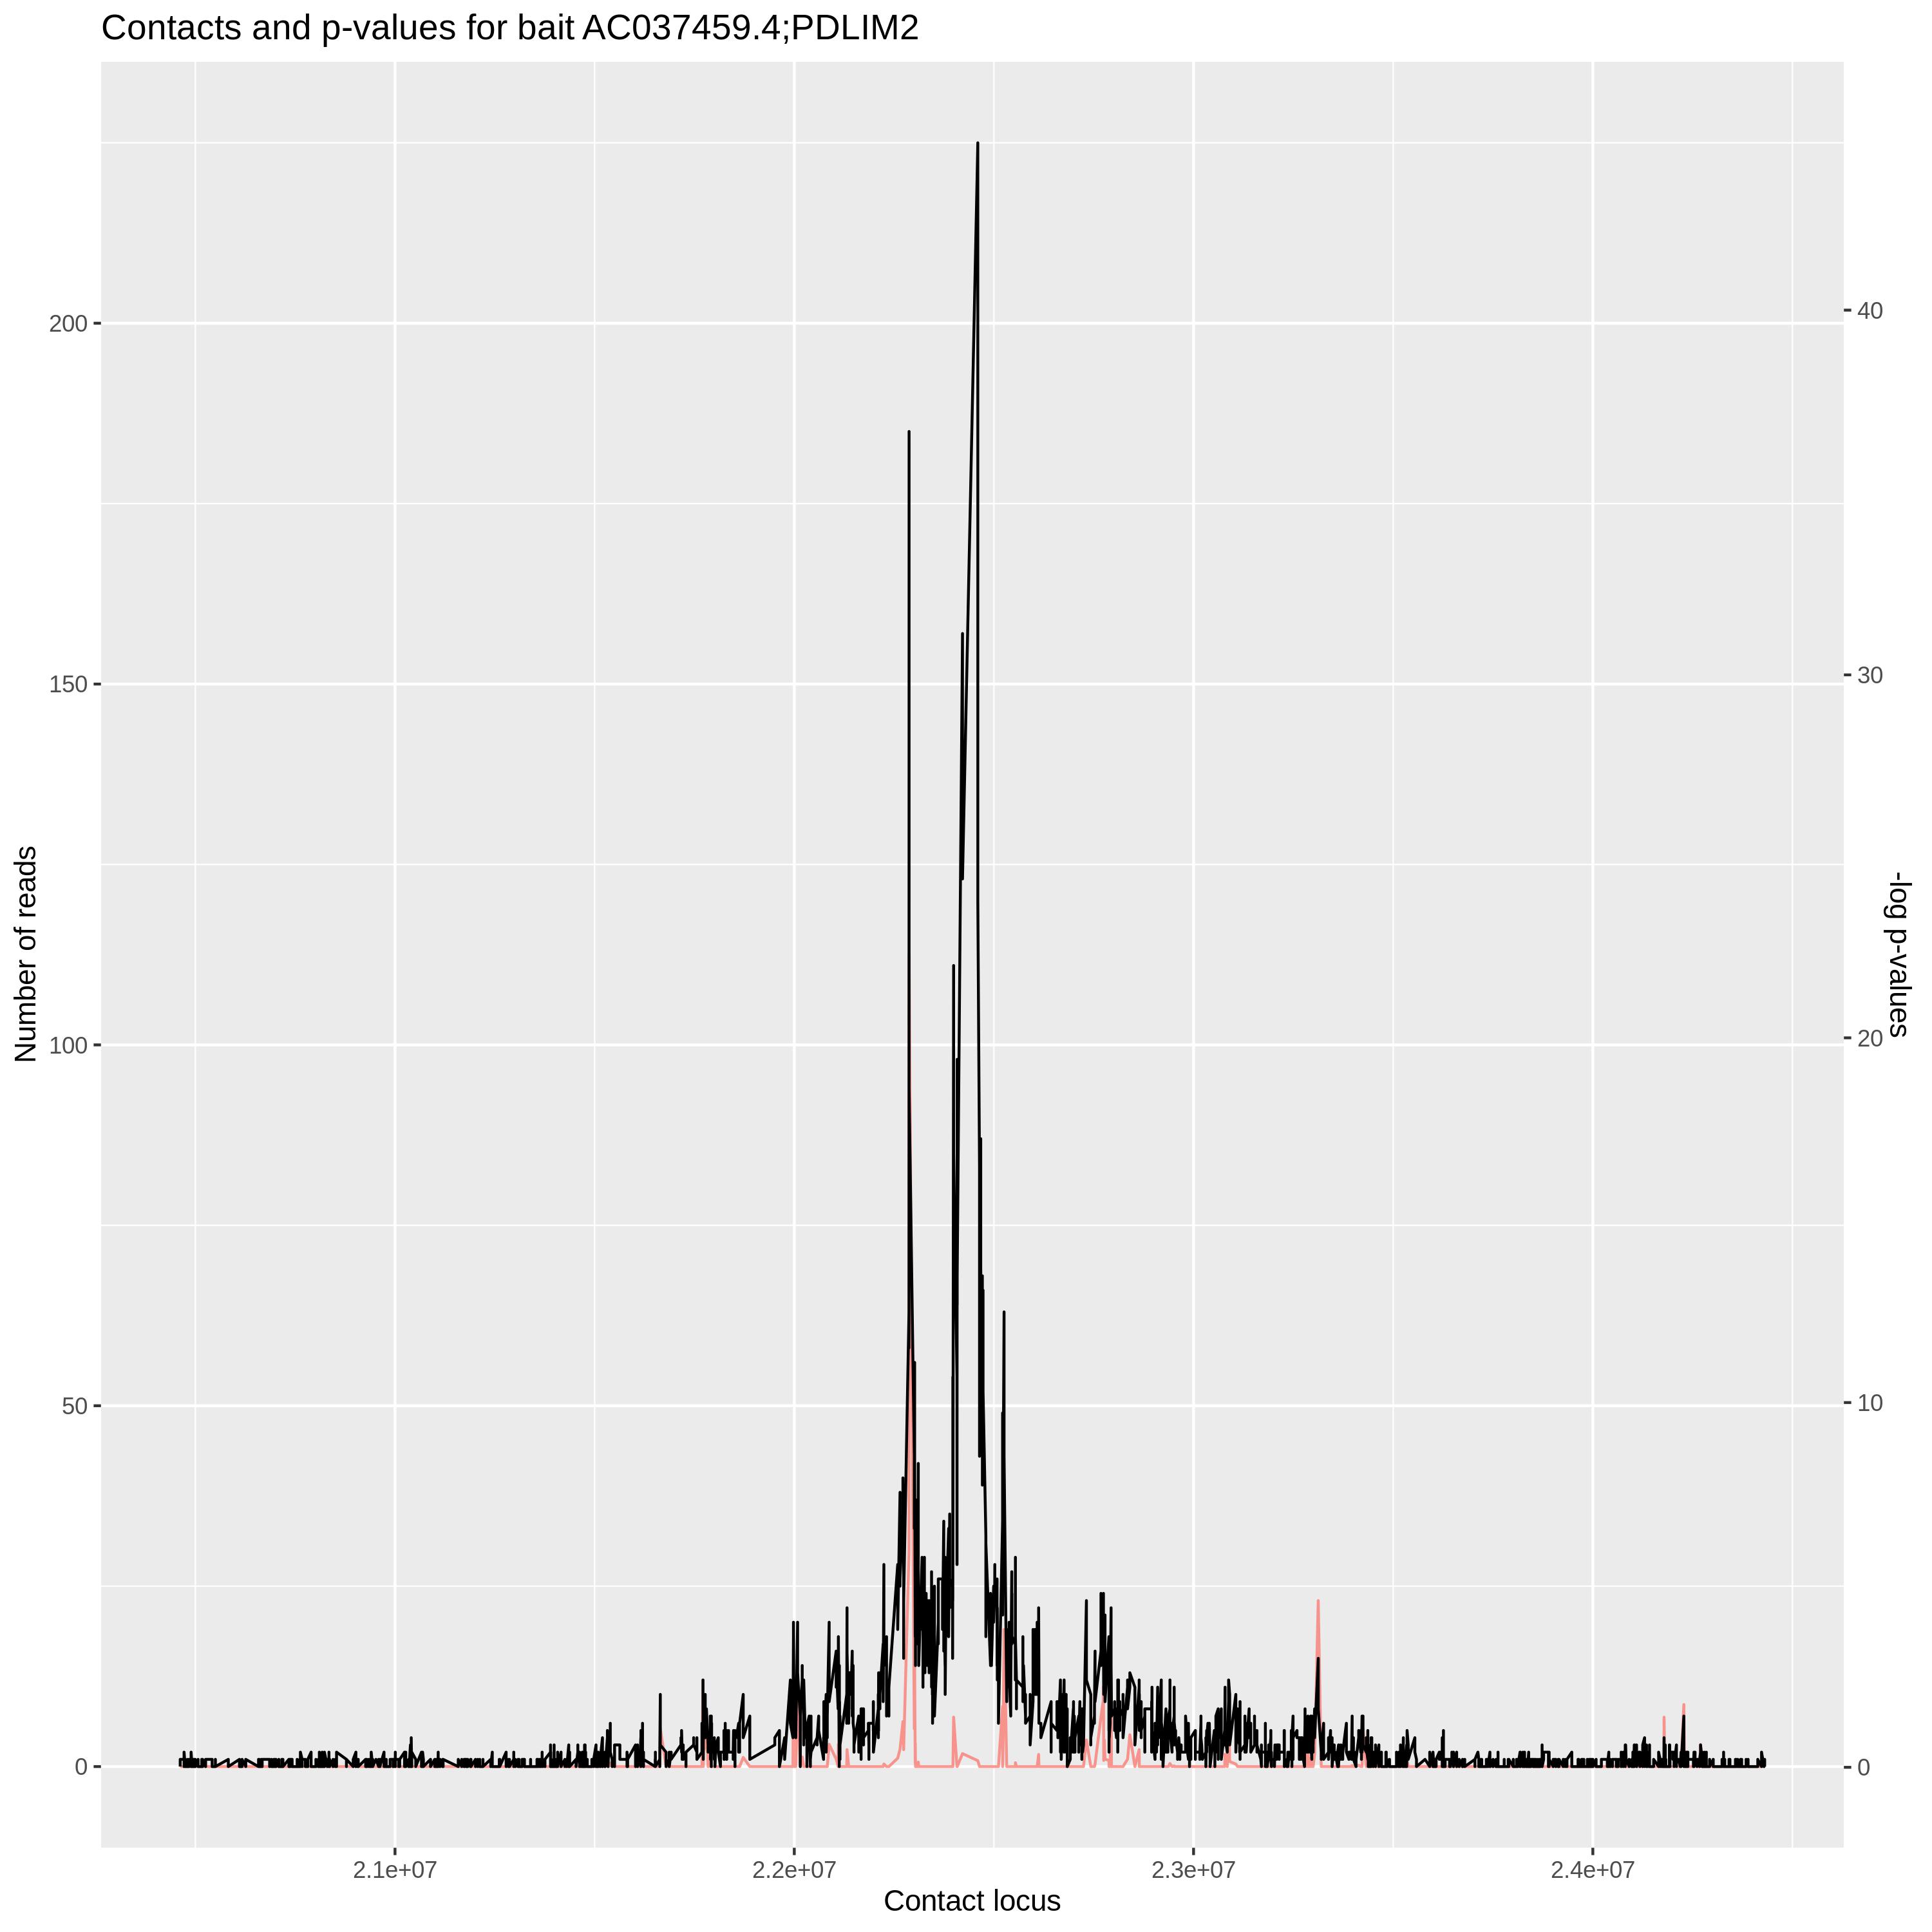 Contacts and p-values for bait AC037459.4;PDLIM2
Number of reads
200
150
100
50
0
40
30
20
10
0
-log p-values
2.1e+07 2.2e+07 2.3e+07 2.4e+07
Contact locus